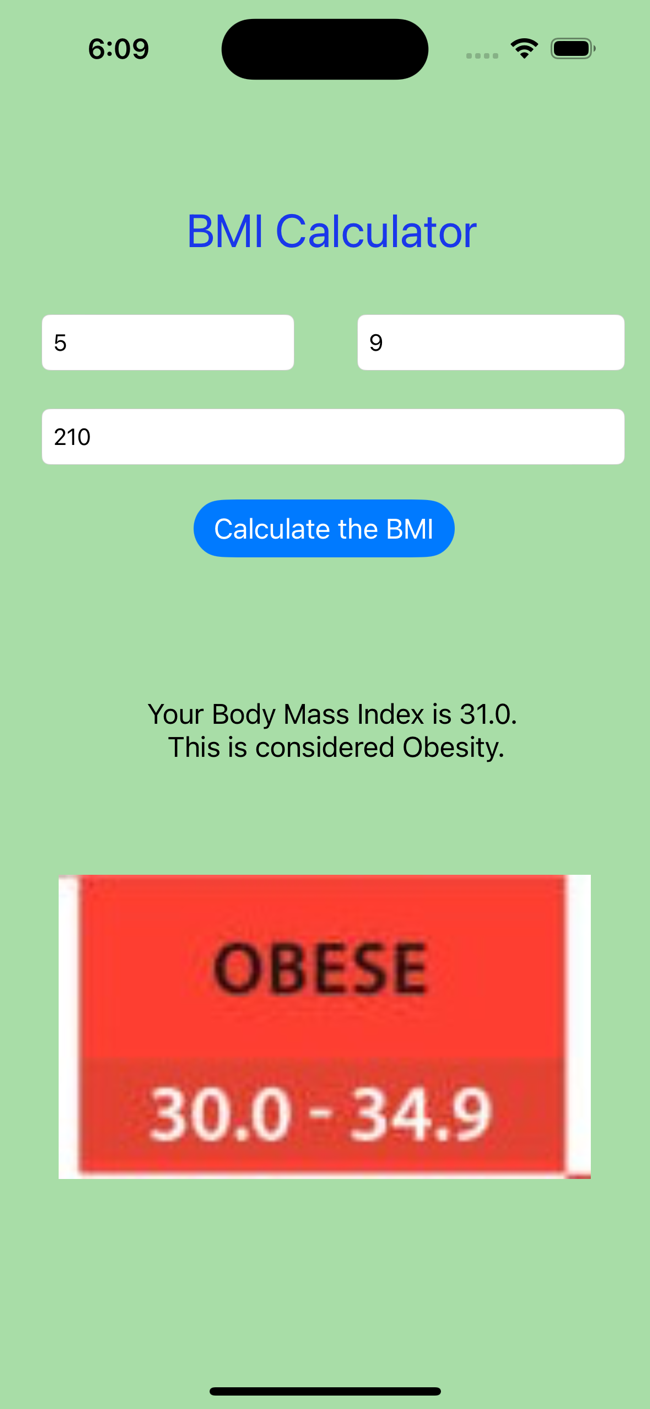 6:09
BMI Calculator
5 9
210
Calculate the BMI
Your Body Mass Index is 31.0.
This is considered Obesity.
OBESE
30.0 - 34.9